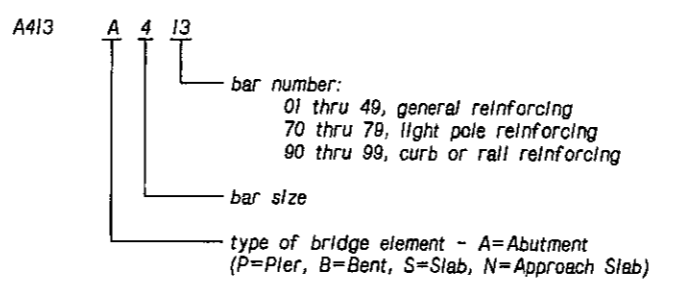 A413 A 4 13
bar number:
01 thru 49, general reinforcing
70 thru 79, light pole reinforcing
90 thru 99, curb or rail reinforcing
bar size
type of bridge element - A=Abutment
(P=Pier, B=Bent, S=Slab, N=Approach Slab)